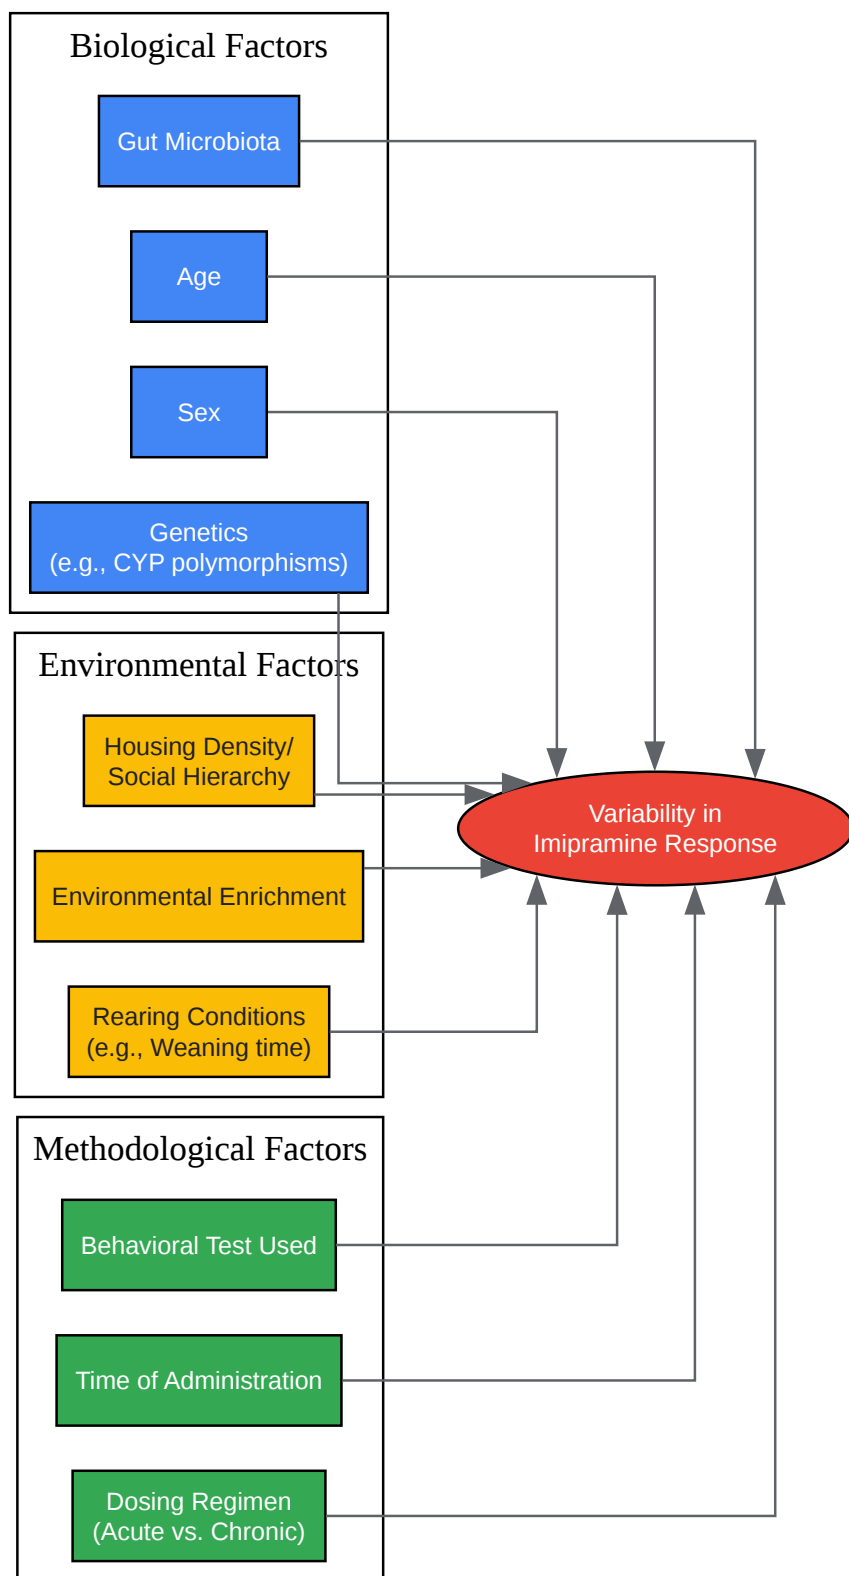 Biological Factors
Gut Microbiota
Age
Sex
Genetics
(e.g., CYP polymorphisms)
Environmental Factors
Housing Density/
Social Hierarchy
Variability in
Imipramine Response
Environmental Enrichment
Rearing Conditions
(e.g., Weaning time)
Methodological Factors
Behavioral Test Used
Time of Administration
Dosing Regimen
(Acute vs. Chronic)